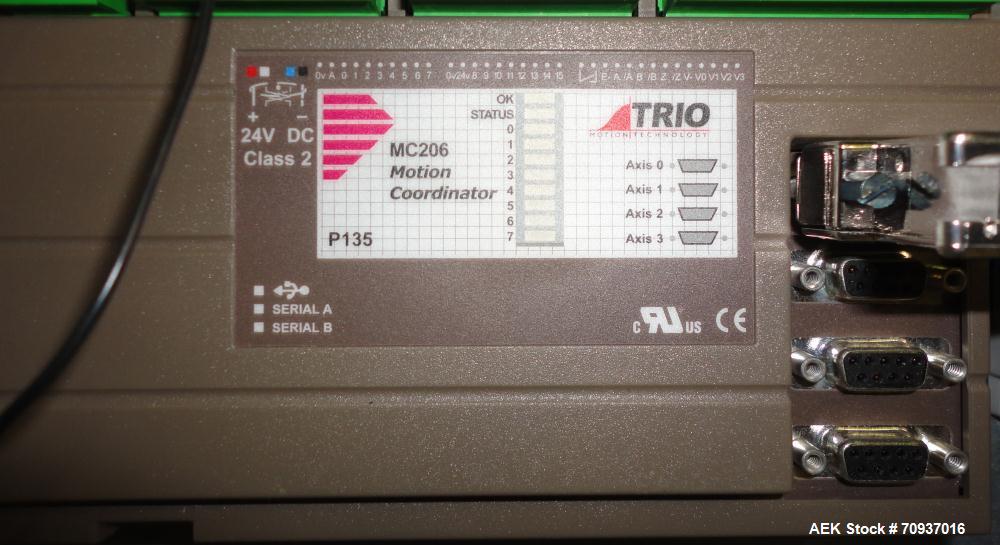 0v A 0 1 2 3 4 5 6 7 0v24v 8 9 10 11 12 13 14 15 E- A /A B /B Z /Z V- V0 V1 V2 V3
+ -
24V DC
Class 2
OK
STATUS
0
1
2
3
4
5
6
7
MC206
Motion
Coordinator
P135
TRIO
MOTION TECHNOLOGY
Axis 0
Axis 1
Axis 2
Axis 3
SERIAL A
SERIAL B
C RU US CE
AEK Stock # 70937016